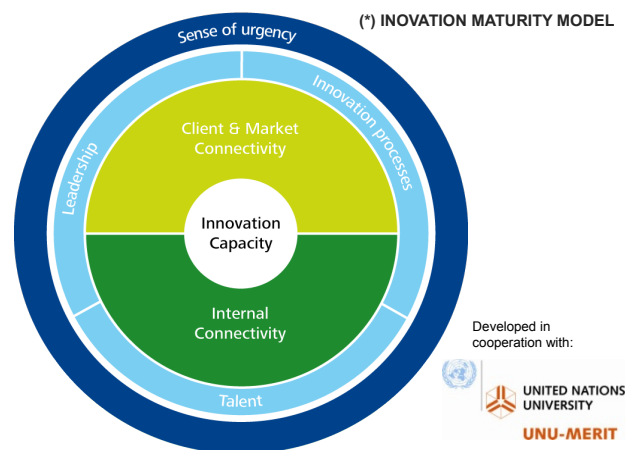 (*) INOVATION MATURITY MODEL
Sense of urgency
Leadership
Innovation processes
Client & Market
Connectivity
Innovation
Capacity
Internal
Connectivity
Talent
Developed in
cooperation with:
UNITED NATIONS
UNIVERSITY
UNU-MERIT